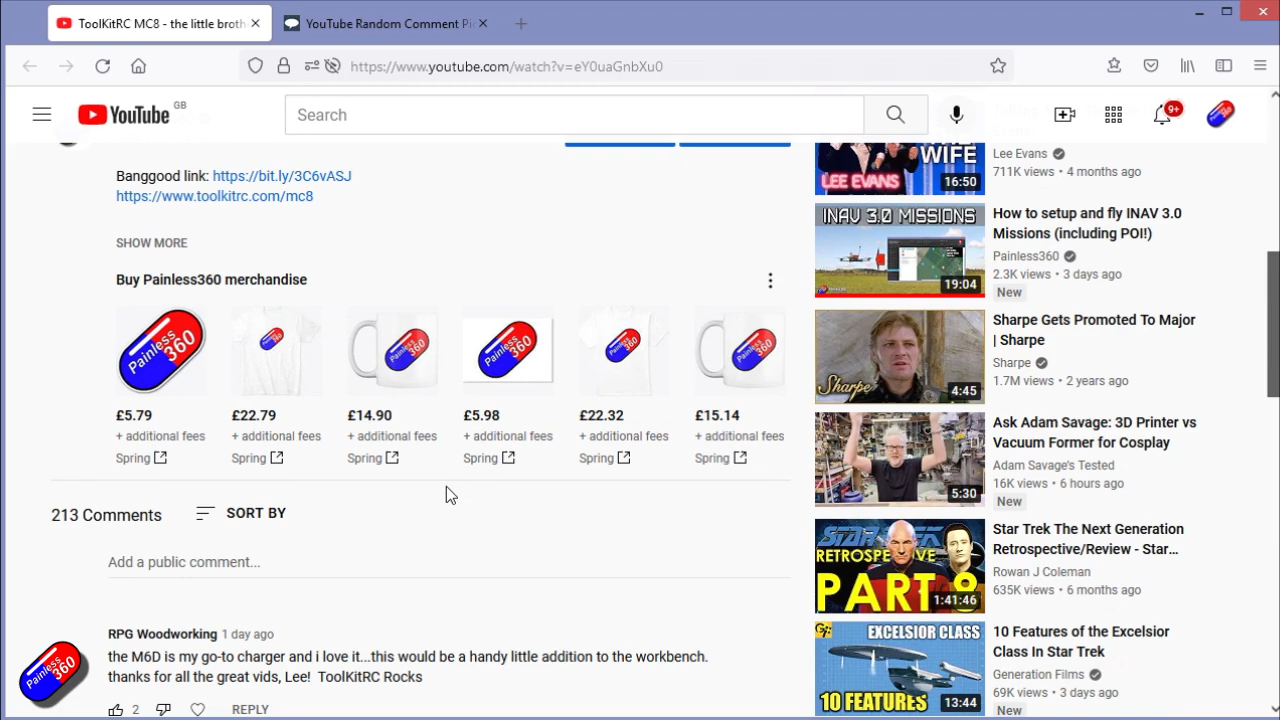 ToolKitRC MC8 - the little broth
YouTube Random Comment Pi
https://www.youtube.com/watch?v=eY0uaGnbXu0
YouTube
GB
Search
9+
Banggood link: https://bit.ly/3C6vASJ
https://www.toolkitrc.com/mc8
SHOW MORE
Buy Painless360 merchandise
Painless
360
Painless
360
Painless
360
£5.79
£22.79
£14.90
£5.98
£22.32
£15.14
+ additional fees
+ additional fees
+ additional fees
+ additional fees
+ additional fees
+ additional fees
Spring
Spring
Spring
Spring
Spring
Spring
213 Comments
SORT BY
Add a public comment...
RPG Woodworking 1 day ago
the M6D is my go-to charger and i love it...this would be a handy little addition to the workbench.
thanks for all the great vids, Lee!  ToolKitRC Rocks
2
REPLY
Painless
360
WIFE
LEE EVANS
16:50
Lee Evans
711K views • 4 months ago
INAV 3.0 MISSIONS
19:04
How to setup and fly INAV 3.0
Missions (including POI!)
Painless360
2.3K views • 3 days ago
New
Sharpe
4:45
Sharpe Gets Promoted To Major
| Sharpe
Sharpe
1.7M views • 2 years ago
5:30
Ask Adam Savage: 3D Printer vs
Vacuum Former for Cosplay
Adam Savage's Tested
16K views • 6 hours ago
New
STAR TREK
RETROSPECTIVE
PART 8
1:41:46
Star Trek The Next Generation
Retrospective/Review - Star...
Rowan J Coleman
635K views • 6 months ago
EXCELSIOR CLASS
10 FEATURES
13:44
10 Features of the Excelsior
Class In Star Trek
Generation Films
69K views • 3 days ago
New